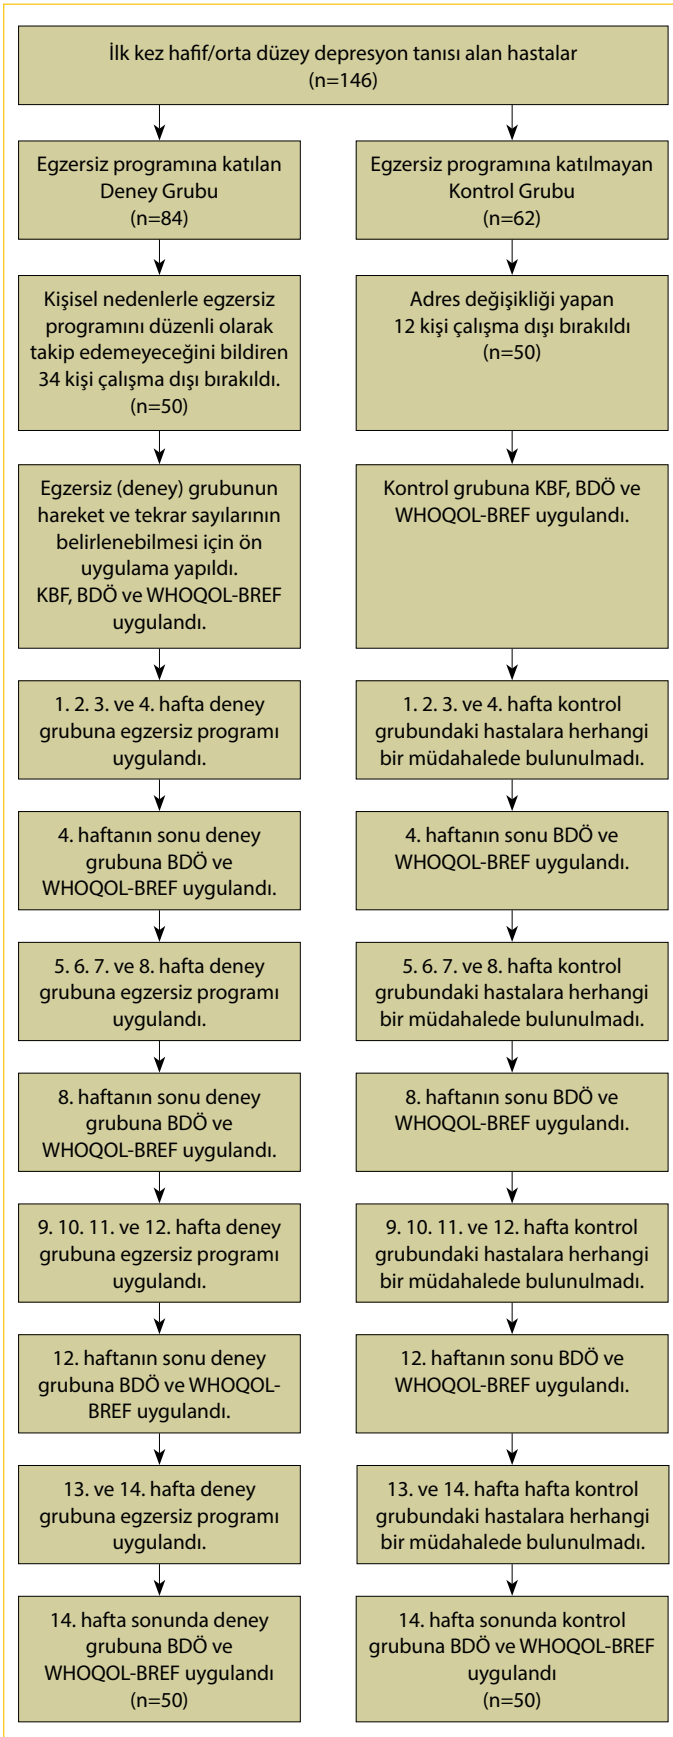 İlk kez hafif/orta düzey depresyon tanısı alan hastalar
(n=146)
Egzersiz programına katılan
Deney Grubu
(n=84)
Egzersiz programına katılmayan
Kontrol Grubu
(n=62)
Kişisel nedenlerle egzersiz
programını düzenli olarak
takip edemeyeceğini bildiren
34 kişi çalışma dışı bırakıldı.
(n=50)
Adres değişikliği yapan
12 kişi çalışma dışı bırakıldı
(n=50)
Egzersiz (deney) grubunun
hareket ve tekrar sayılarının
belirlenebilmesi için ön
uygulama yapıldı.
KBF, BDÖ ve WHOQOL-BREF
uygulandı.
Kontrol grubuna KBF, BDÖ ve
WHOQOL-BREF uygulandı.
1. 2. 3. ve 4. hafta deney
grubuna egzersiz programı
uygulandı.
1. 2. 3. ve 4. hafta kontrol
grubundaki hastalara herhangi
bir müdahalede bulunulmadı.
4. haftanın sonu deney
grubuna BDÖ ve
WHOQOL-BREF uygulandı.
4. haftanın sonu BDÖ ve
WHOQOL-BREF uygulandı.
5. 6. 7. ve 8. hafta deney
grubuna egzersiz programı
uygulandı.
5. 6. 7. ve 8. hafta kontrol
grubundaki hastalara herhangi
bir müdahalede bulunulmadı.
8. haftanın sonu deney
grubuna BDÖ ve
WHOQOL-BREF uygulandı.
8. haftanın sonu BDÖ ve
WHOQOL-BREF uygulandı.
9. 10. 11. ve 12. hafta deney
grubuna egzersiz programı
uygulandı.
9. 10. 11. ve 12. hafta kontrol
grubundaki hastalara herhangi
bir müdahalede bulunulmadı.
12. haftanın sonu deney
grubuna BDÖ ve WHOQOL-
BREF uygulandı.
12. haftanın sonu BDÖ ve
WHOQOL-BREF uygulandı.
13. ve 14. hafta deney
grubuna egzersiz programı
uygulandı.
13. ve 14. hafta hafta kontrol
grubundaki hastalara herhangi
bir müdahalede bulunulmadı.
14. hafta sonunda deney
grubuna BDÖ ve
WHOQOL-BREF uygulandı
(n=50)
14. hafta sonunda kontrol
grubuna BDÖ ve WHOQOL-BREF
uygulandı
(n=50)